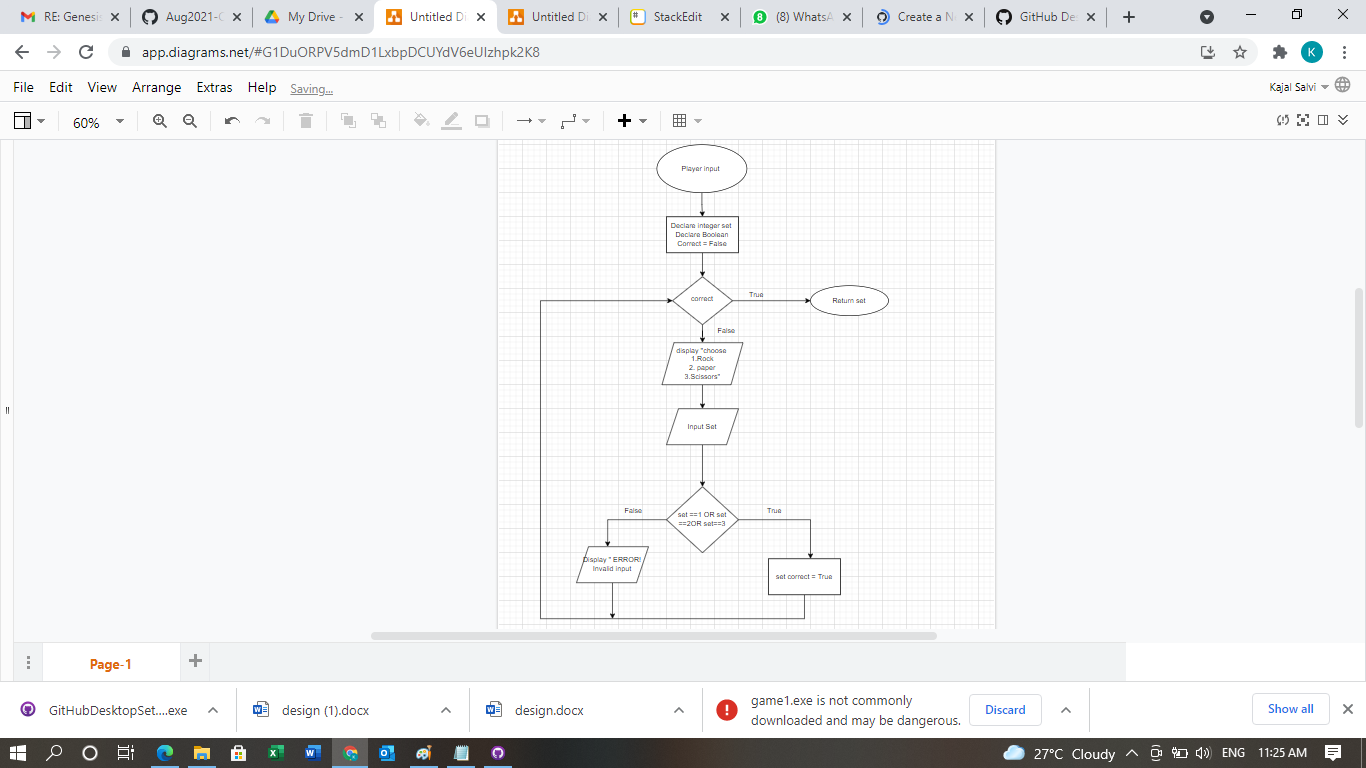 RE: Genesi
Aug2021-C
My Drive -
Untitled Di
Untitled Di
StackEdit
(8) WhatsA
Create a N
GitHub De
app.diagrams.net/#G1DuORPV5dmD1LxbpDCUYdV6eUIzhpk2K8
K
File Edit View Arrange Extras Help Saving...
Kajal Salvi
60%
Player input
Declare integer set
Declare Boolean
Correct = False
correct
True
Return set
False
display "choose
1.Rock
2. paper
3.Scissors"
Input Set
False
set ==1 OR set
==2OR set==3
True
Display " ERROR!
Invalid input
set correct = True
Page-1
GitHubDesktopSet....exe
design (1).docx
design.docx
game1.exe is not commonly
downloaded and may be dangerous.
Discard
Show all
27°C Cloudy
ENG
11:25 AM